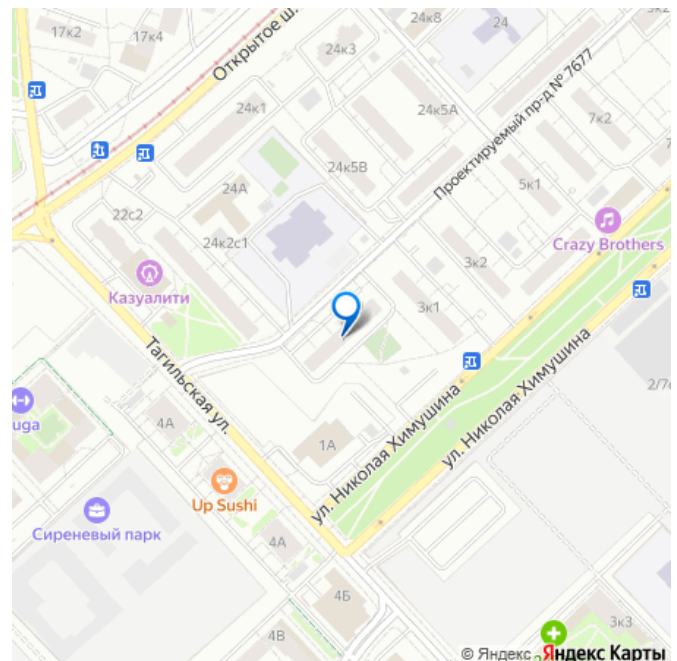 17к2
17к4
Открытое ш.
24к3
24к8
24
24к1
24к5А
Проектируемый пр-д № 7677
7к2
24А
24к5В
5к1
22с2
24к2с1
Crazy Brothers
3к2
Казуалити
3к1
Тагильская ул.
ул. Николая Химушина
ул. Николая Химушина
uga
4А
1А
Up Sushi
Сиреневый парк
4А
4Б
4В
3к3
© Яндекс
Яндекс Карты